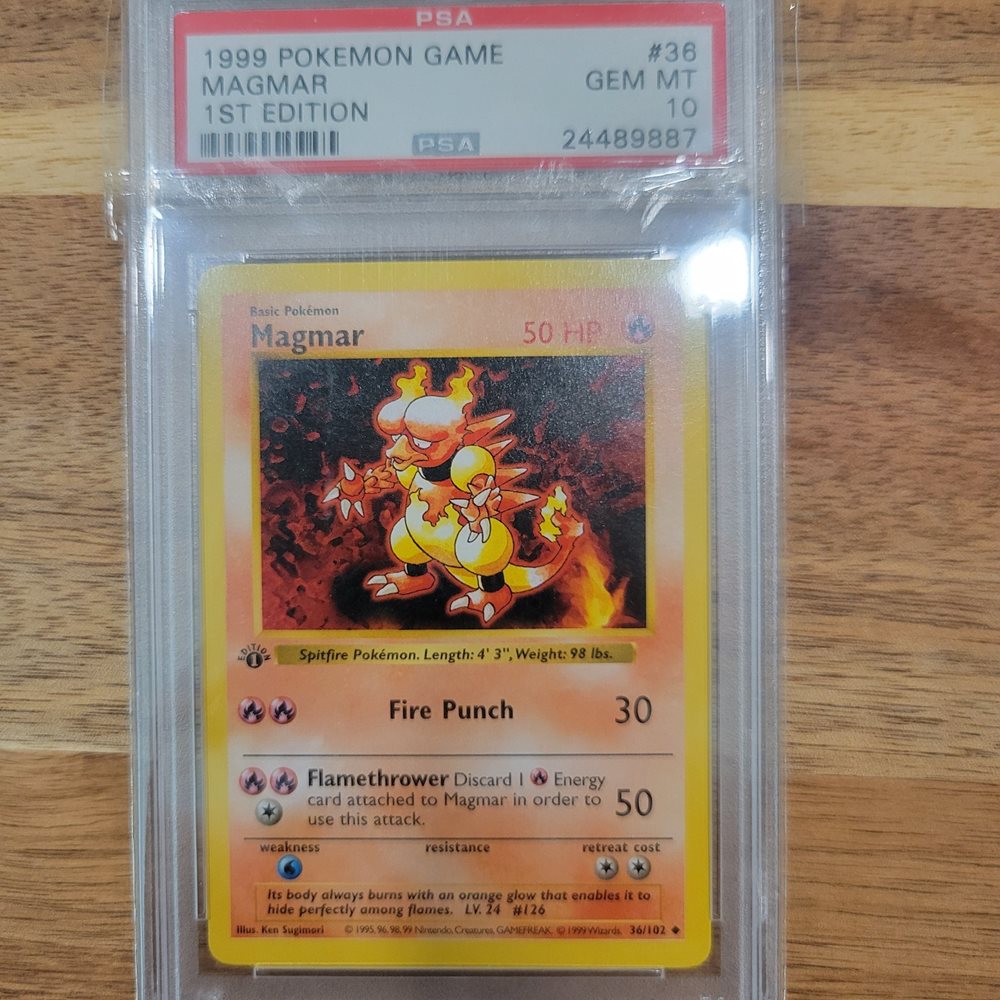 PSA
1999 POKEMON GAME #36
MAGMAR GEM MT
1ST EDITION 10
PSA 24489887
Basic Pokémon
Magmar 50 HP
EDITION 1
Spitfire Pokémon. Length: 4' 3", Weight: 98 lbs.
Fire Punch 30
Flamethrower Discard 1 Energy
card attached to Magmar in order to
use this attack.
50
weakness resistance retreat cost
Its body always burns with an orange glow that enables it to
hide perfectly among flames. LV. 24 #126
Illus. Ken Sugimori © 1995, 96, 98, 99 Nintendo, Creatures, GAMEFREAK. © 1999 Wizards. 36/102